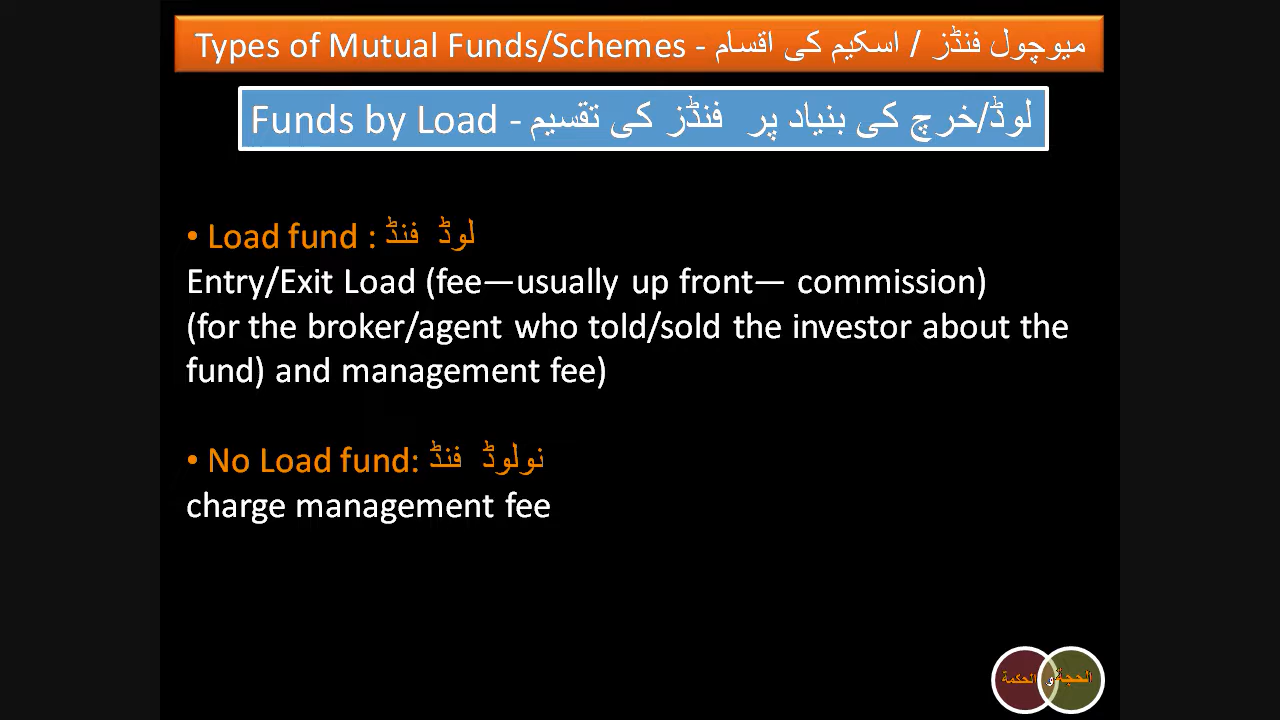 Types of Mutual Funds/Schemes - میوچول فنڈز / اسکیم کی اقسام
Funds by Load - لوڈ/خرچ کی بنیاد پر فنڈز کی تقسیم
• Load fund : لوڈ فنڈ
Entry/Exit Load (fee—usually up front— commission)
(for the broker/agent who told/sold the investor about the
fund) and management fee)
• No Load fund: نولوڈ فنڈ
charge management fee
الحجة و الحكمة